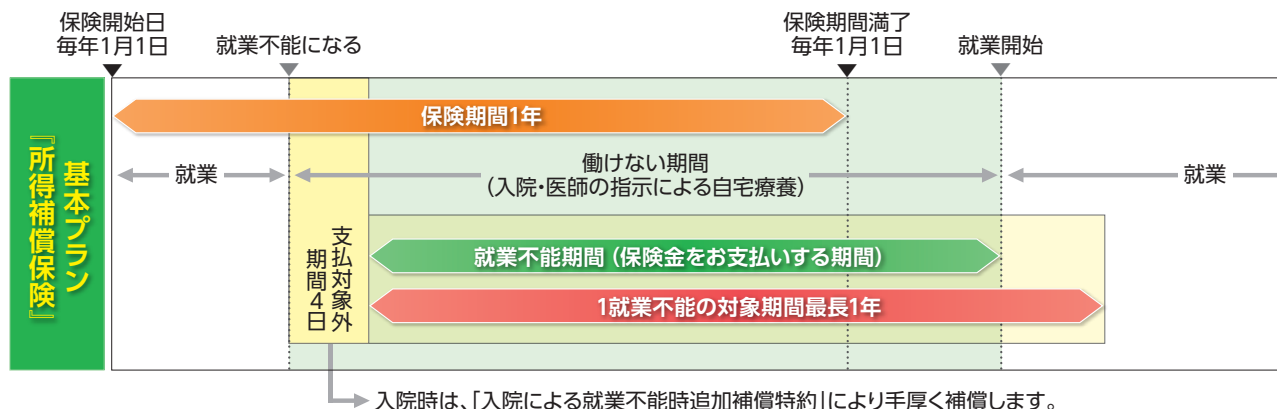 保険開始日
毎年1月1日
就業不能になる
保険期間満了
毎年1月1日
就業開始
基本プラン
『所得補償保険』
保険期間1年
就業
働けない期間
(入院・医師の指示による自宅療養)
就業
支払対象外
期間4日
就業不能期間(保険金をお支払いする期間)
1就業不能の対象期間最長1年
入院時は、「入院による就業不能時追加補償特約」により手厚く補償します。